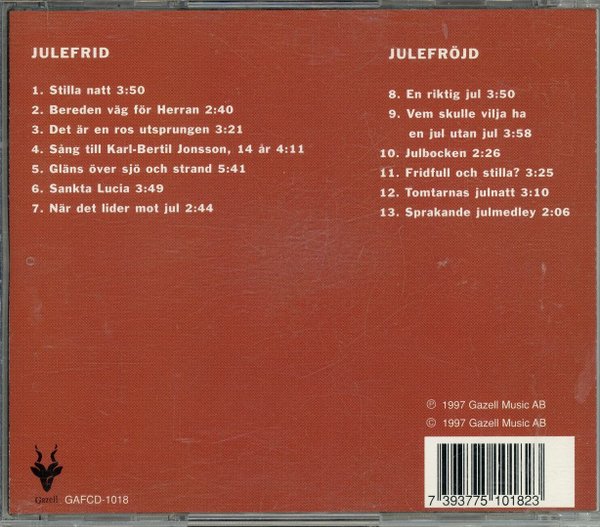 JULEFRID
1. Stilla natt 3:50
2. Bereden väg för Herran 2:40
3. Det är en ros utsprungen 3:21
4. Sång till Karl-Bertil Jonsson, 14 år 4:11
5. Gläns över sjö och strand 5:41
6. Sankta Lucia 3:49
7. När det lider mot jul 2:44
JULEFRÖJD
8. En riktig jul 3:50
9. Vem skulle vilja ha
en jul utan jul 3:58
10. Julbocken 2:26
11. Fridfull och stilla? 3:25
12. Tomtarnas julnatt 3:10
13. Sprakande julmedley 2:06
℗ 1997 Gazell Music AB
© 1997 Gazell Music AB
7 393775 101823
Gazell
GAFCD-1018